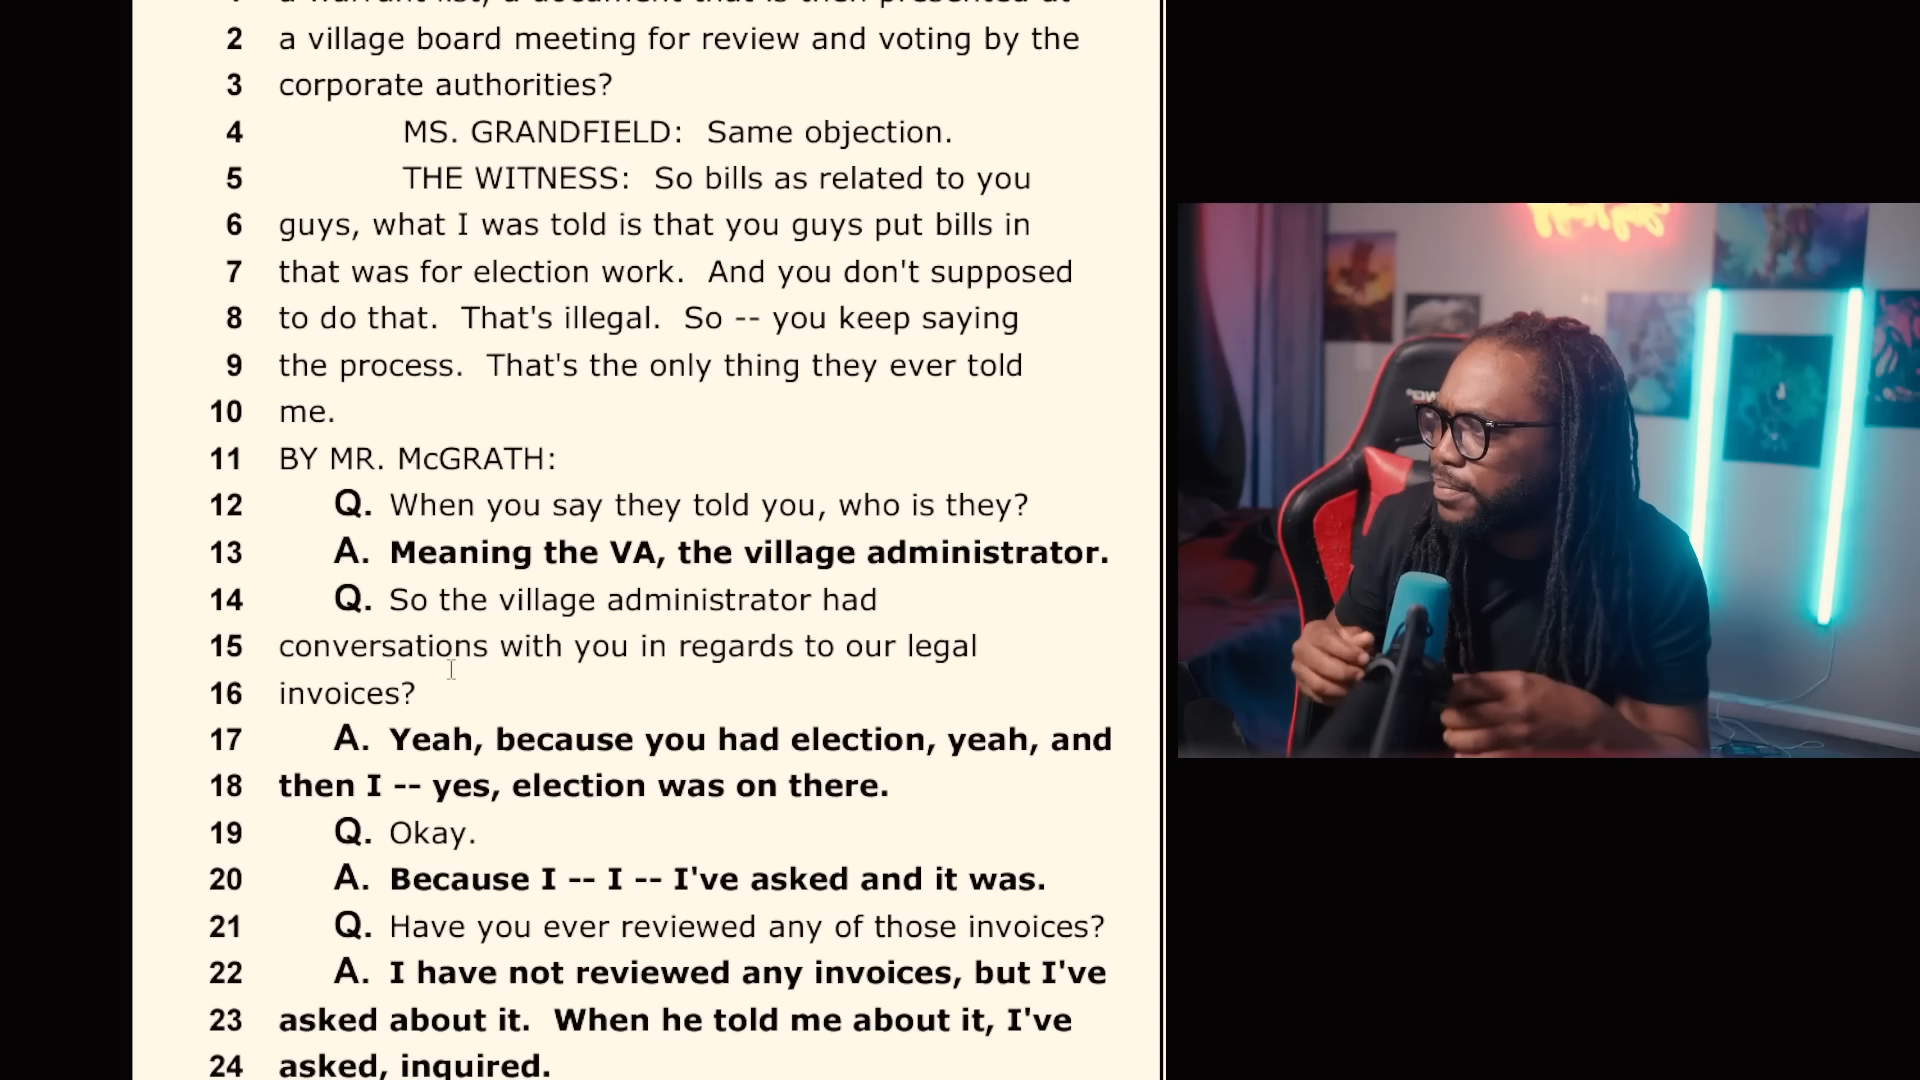 2 a village board meeting for review and voting by the
3 corporate authorities?
4 MS. GRANDFIELD: Same objection.
5 THE WITNESS: So bills as related to you
6 guys, what I was told is that you guys put bills in
7 that was for election work. And you don't supposed
8 to do that. That's illegal. So -- you keep saying
9 the process. That's the only thing they ever told
10 me.
11 BY MR. McGRATH:
12 Q. When you say they told you, who is they?
13 A. Meaning the VA, the village administrator.
14 Q. So the village administrator had
15 conversations with you in regards to our legal
16 invoices?
17 A. Yeah, because you had election, yeah, and
18 then I -- yes, election was on there.
19 Q. Okay.
20 A. Because I -- I -- I've asked and it was.
21 Q. Have you ever reviewed any of those invoices?
22 A. I have not reviewed any invoices, but I've
23 asked about it. When he told me about it, I've
24 asked, inquired.